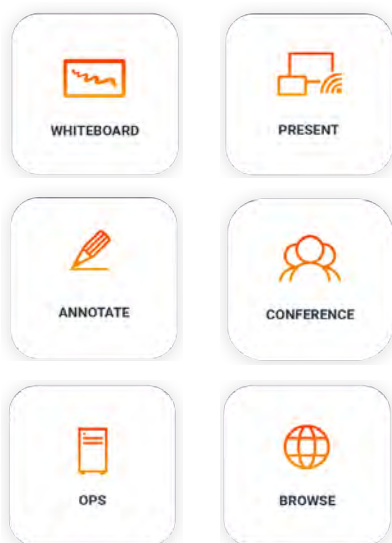 WHITEBOARD
PRESENT
ANNOTATE
CONFERENCE
OPS
BROWSE